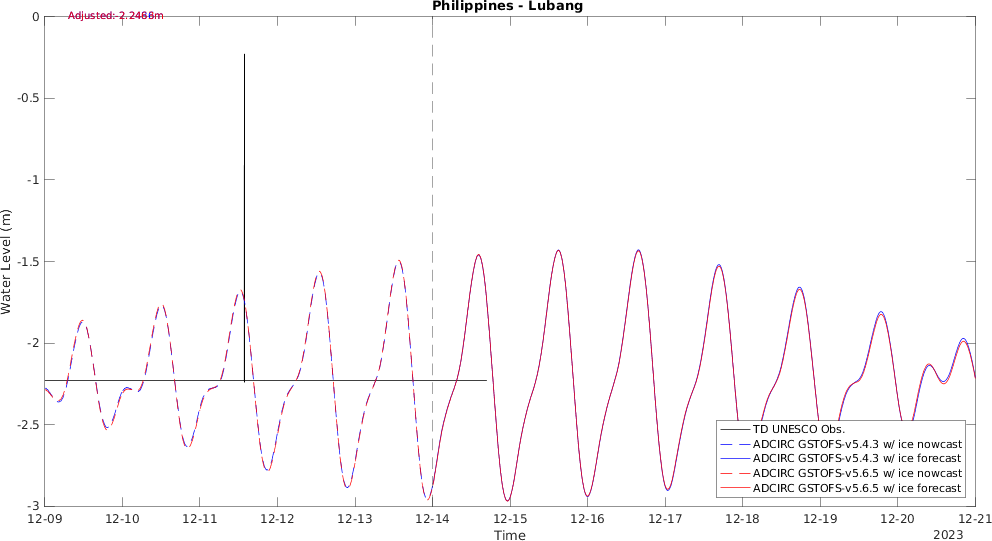 Philippines - Lubang
Adjusted:
0
-0.5
-1
-1.5
-2
-2.5
-3
Water Level (m)
TD UNESCO Obs.
ADCIRC GSTOFS-v5.4.3 w/ ice nowcast
ADCIRC GSTOFS-v5.4.3 w/ ice forecast
ADCIRC GSTOFS-v5.6.5 w/ ice nowcast
ADCIRC GSTOFS-v5.6.5 w/ ice forecast
12-09 12-10 12-11 12-12 12-13 12-14 12-15 12-16 12-17 12-18 12-19 12-20 12-21
Time
2023